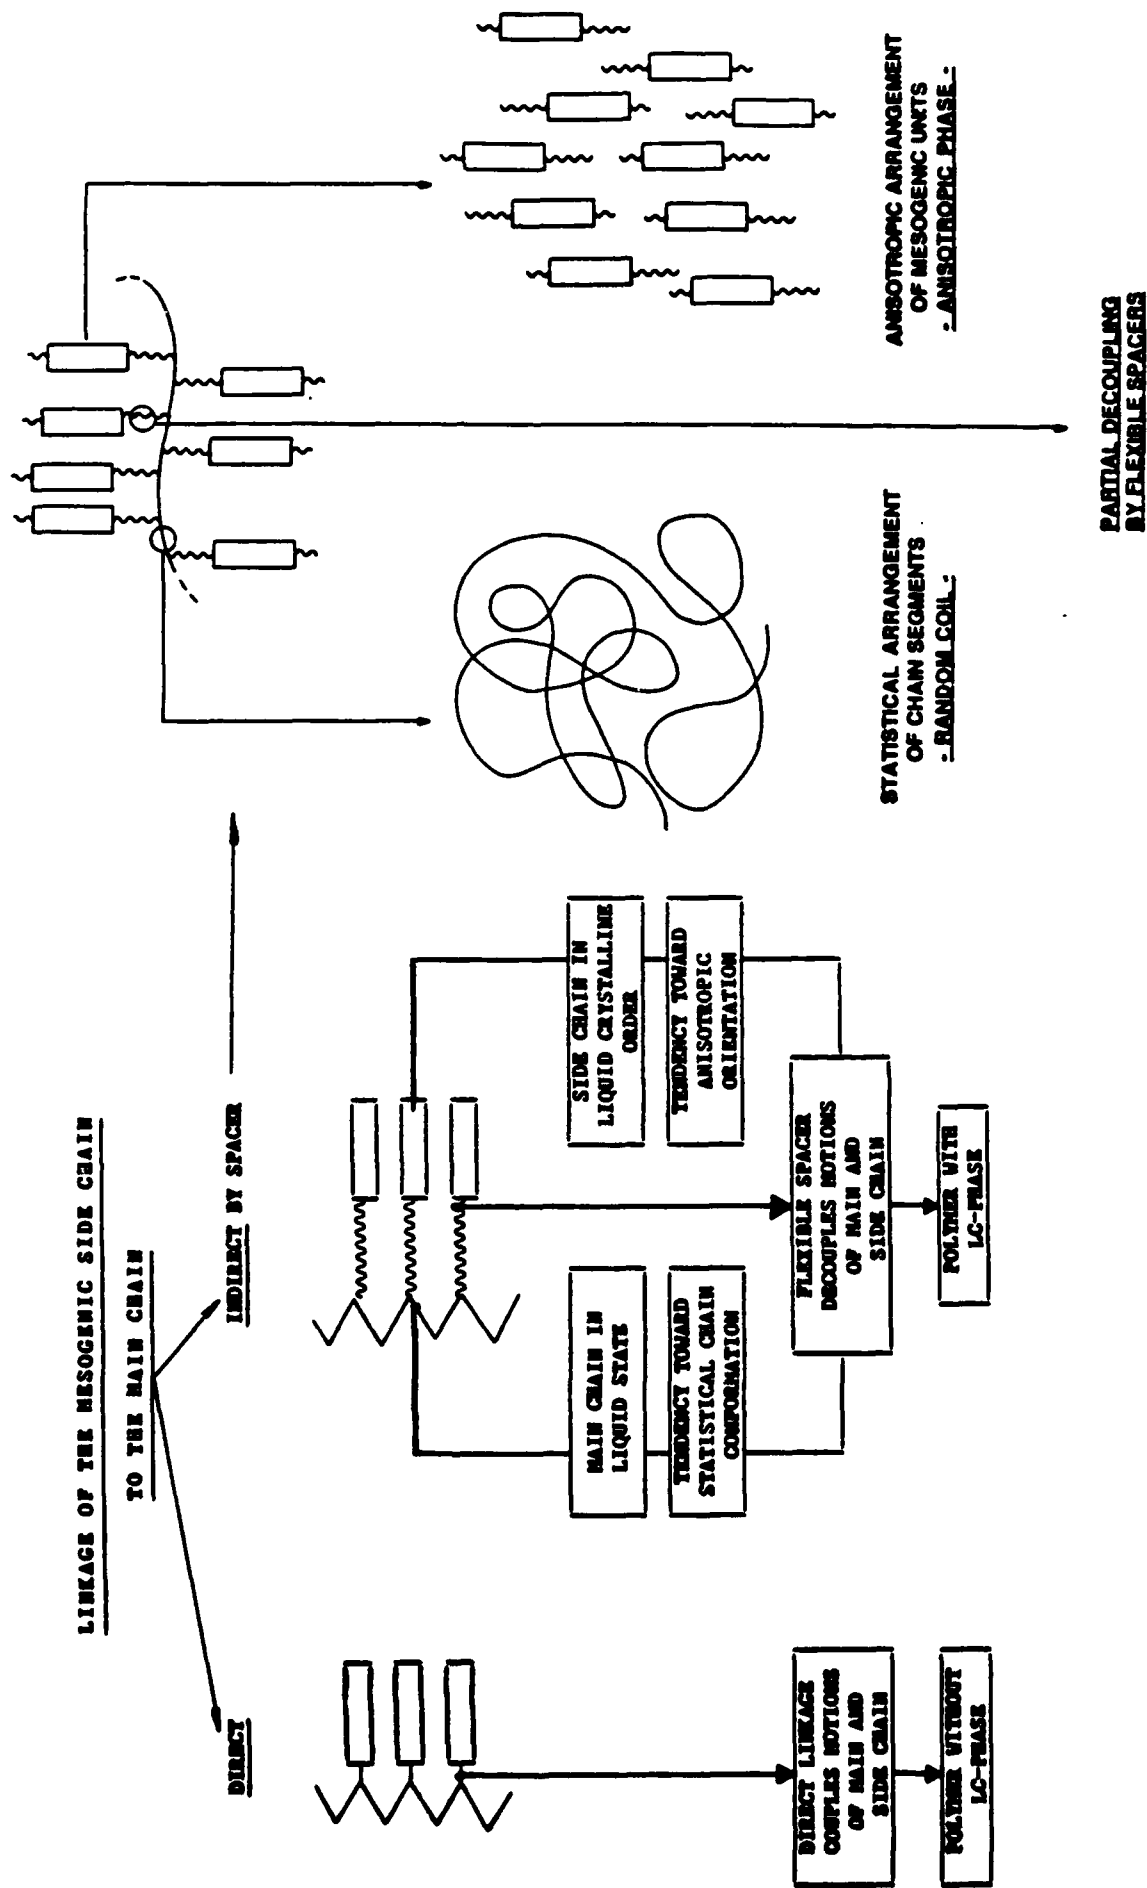 LINKAGE OF THE MESOGENIC SIDE CHAIN
TO THE MAIN CHAIN
DIRECT
INDIRECT BY SPACER
DIRECT LINKAGE
COUPLES MOTIONS
OF MAIN AND
SIDE CHAIN
POLYMER WITHOUT
LC-PHASE
MAIN CHAIN IN
LIQUID STATE
TENDENCY TOWARD
STATISTICAL CHAIN
CONFORMATION
SIDE CHAIN IN
LIQUID CRYSTALLINE
ORDER
TENDENCY TOWARD
ANISOTROPIC
ORIENTATION
FLEXIBLE SPACER
DECOUPLES MOTIONS
OF MAIN AND
SIDE CHAIN
POLYMER WITH
LC-PHASE
STATISTICAL ARRANGEMENT
OF CHAIN SEGMENTS
- RANDOM COIL -
ANISOTROPIC ARRANGEMENT
OF MESOGENIC UNITS
- ANISOTROPIC PHASE -
PARTIAL DECOUPLING
BY FLEXIBLE SPACERS